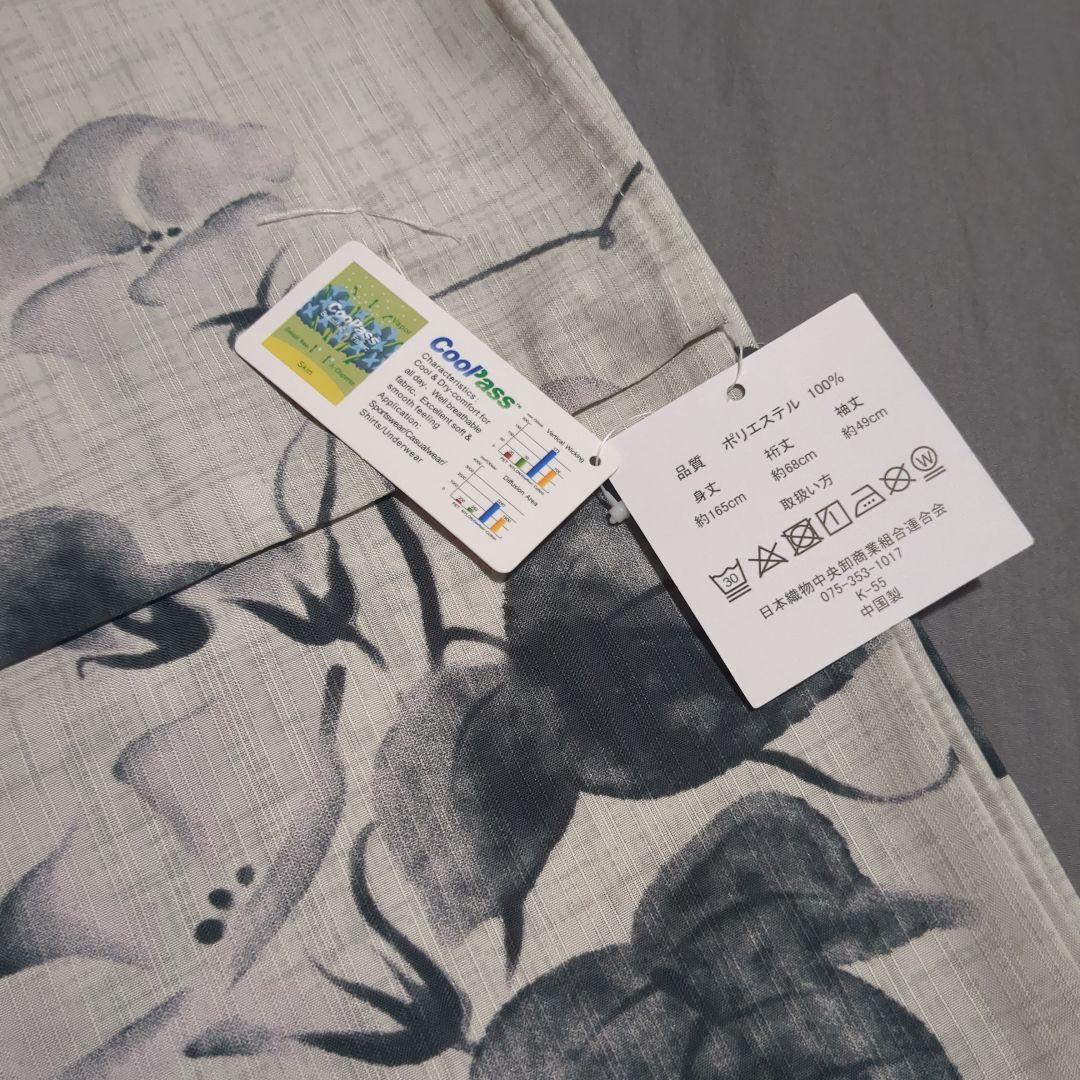 CoolPass
Vapor
Skin
CoolPass™
Characteristics:
Cool & Dry-comfort for
all day、Well breathable
fabric、Excellent soft &
smooth feeling
Application:
Sportswear/Casualwear/
Shirts/Underwear
Vertical Wicking
Diffusion Area
品質 ポリエステル 100%
身丈 裄丈 袖丈
約165cm 約68cm 約49cm
取扱い方
30 1 W
日本織物中央卸商業組合連合会
075-353-1017
K-55
中国製